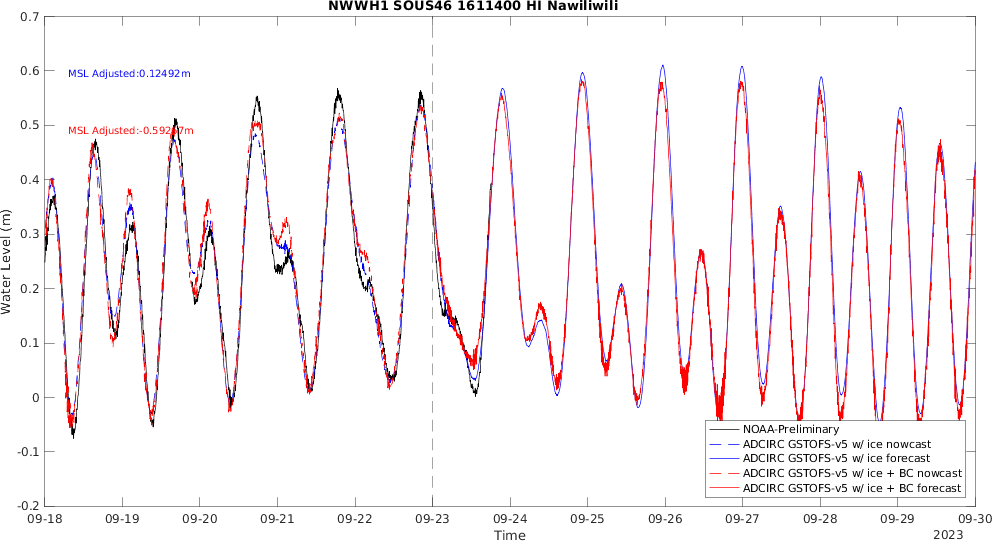 NWWH1 SOUS46 1611400 HI Nawiliwili
0.7
0.6
0.5
0.4
0.3
0.2
0.1
0
-0.1
-0.2
Water Level (m)
MSL Adjusted:0.12492m
MSL Adjusted:-0.592
NOAA-Preliminary
ADCIRC GSTOFS-v5 w/ ice nowcast
ADCIRC GSTOFS-v5 w/ ice forecast
ADCIRC GSTOFS-v5 w/ ice + BC nowcast
ADCIRC GSTOFS-v5 w/ ice + BC forecast
09-18 09-19 09-20 09-21 09-22 09-23 09-24 09-25 09-26 09-27 09-28 09-29 09-30
Time
2023